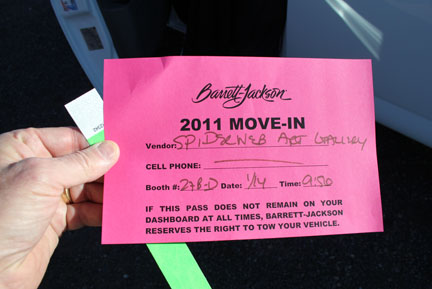 Barrett-Jackson
2011 MOVE-IN
Vendor: SPIDERWEB ART GALLERY
CELL PHONE:
Booth #: 27B-D Date: 1/14 Time: 9:50
IF THIS PASS DOES NOT REMAIN ON YOUR
DASHBOARD AT ALL TIMES, BARRETT-JACKSON
RESERVES THE RIGHT TO TOW YOUR VEHICLE.